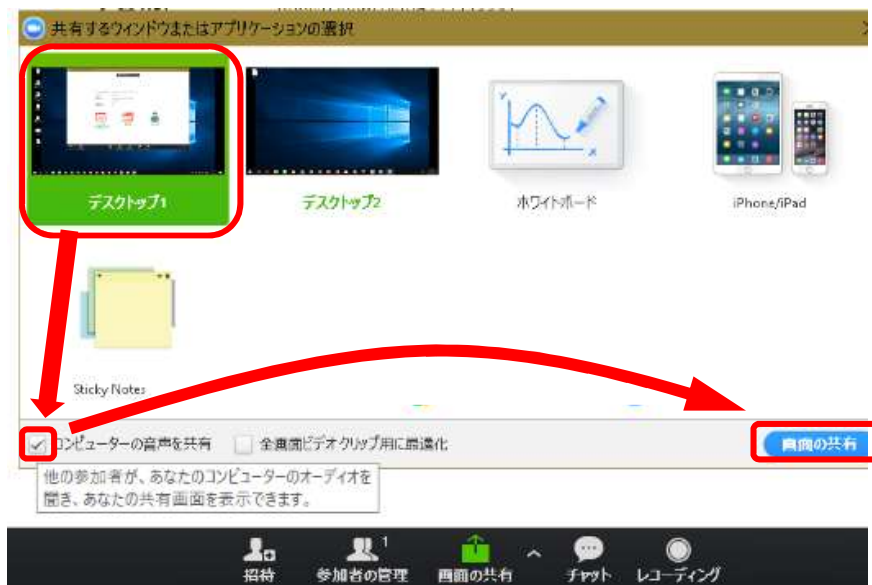 共有するウィンドウまたはアプリケーションの選択
デスクトップ1
デスクトップ2
ホワイトボード
iPhone/iPad
Sticky Notes
コンピューターの音声を共有
全画面ビデオ クリップ用に最適化
画面の共有
他の参加者が、あなたのコンピューターのオーディオを
聞き、あなたの共有画面を表示できます。
1
招待
参加者の管理
画面の共有
チャット
レコーディング